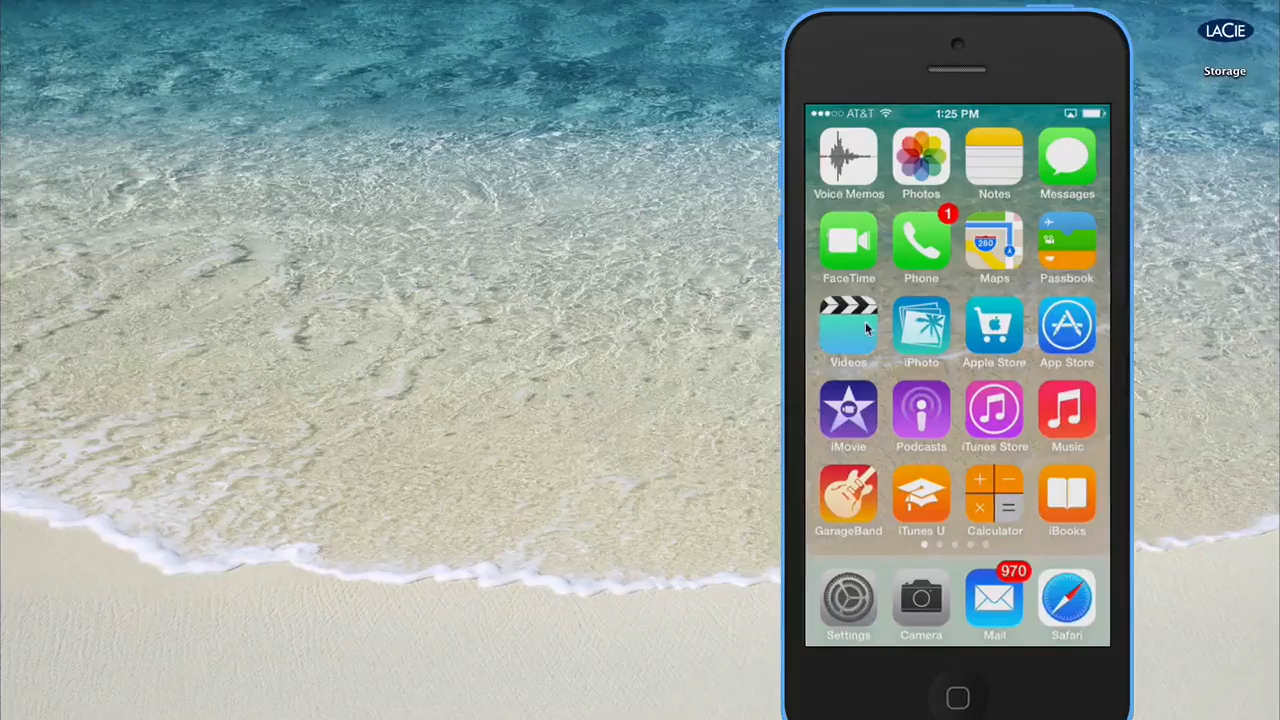 LACIE
Storage
AT&T 1:25 PM
Voice Memos Photos Notes Messages
1
280
FaceTime Phone Maps Passbook
Videos iPhoto Apple Store App Store
iMovie Podcasts iTunes Store Music
GarageBand iTunes U Calculator iBooks
970
Settings Camera Mail Safari